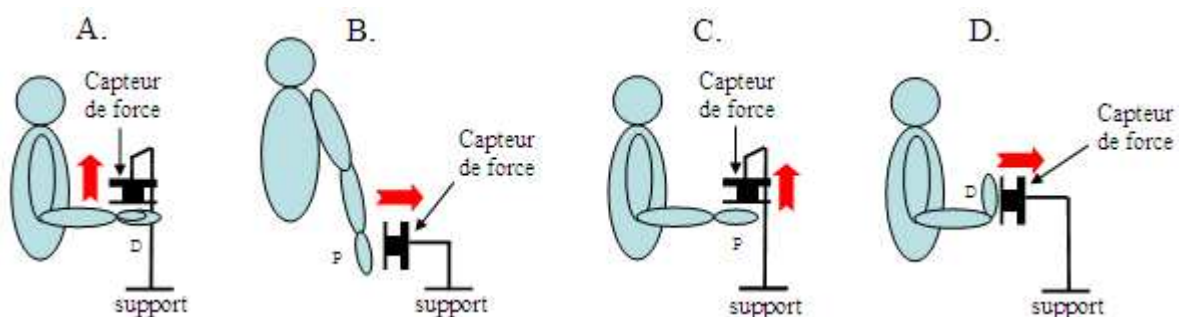 A.
B.
C.
D.
Capteur
de force
Capteur
de force
Capteur
de force
Capteur
de force
D
P
P
D
support
support
support
support